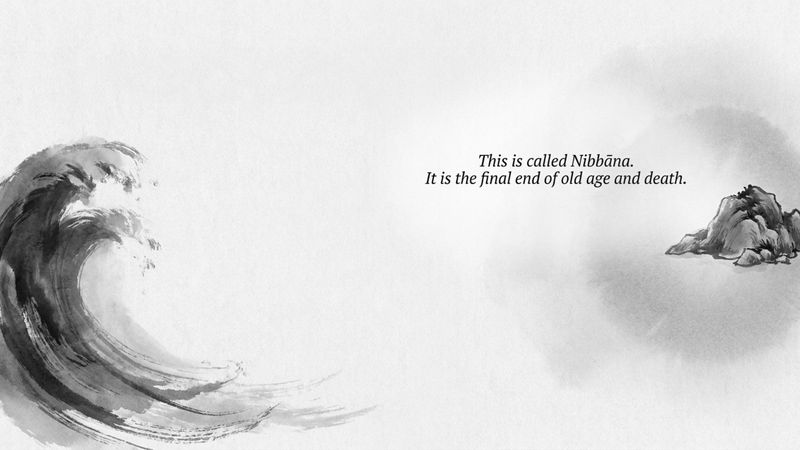 This is called Nibbāna.
It is the final end of old age and death.